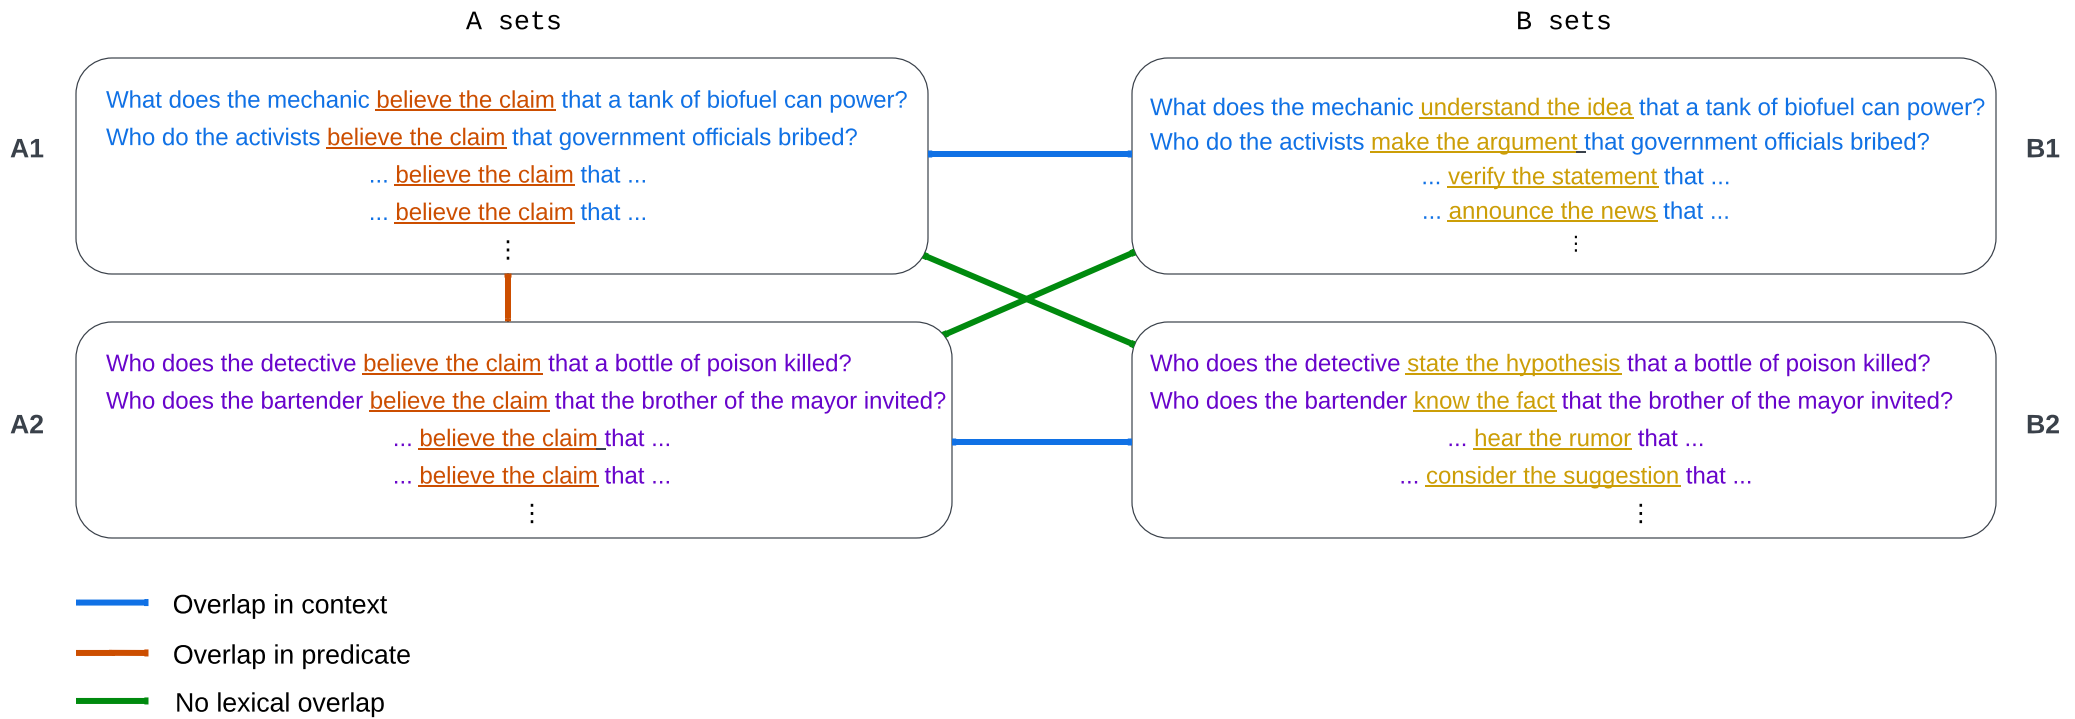 A sets
B sets
A1
What does the mechanic believe the claim that a tank of biofuel can power?
Who do the activists believe the claim that government officials bribed?
... believe the claim that ...
... believe the claim that ...
⋮
B1
What does the mechanic understand the idea that a tank of biofuel can power?
Who do the activists make the argument that government officials bribed?
... verify the statement that ...
... announce the news that ...
⋮
A2
Who does the detective believe the claim that a bottle of poison killed?
Who does the bartender believe the claim that the brother of the mayor invited?
... believe the claim that ...
... believe the claim that ...
⋮
B2
Who does the detective state the hypothesis that a bottle of poison killed?
Who does the bartender know the fact that the brother of the mayor invited?
... hear the rumor that ...
... consider the suggestion that ...
⋮
Overlap in context
Overlap in predicate
No lexical overlap